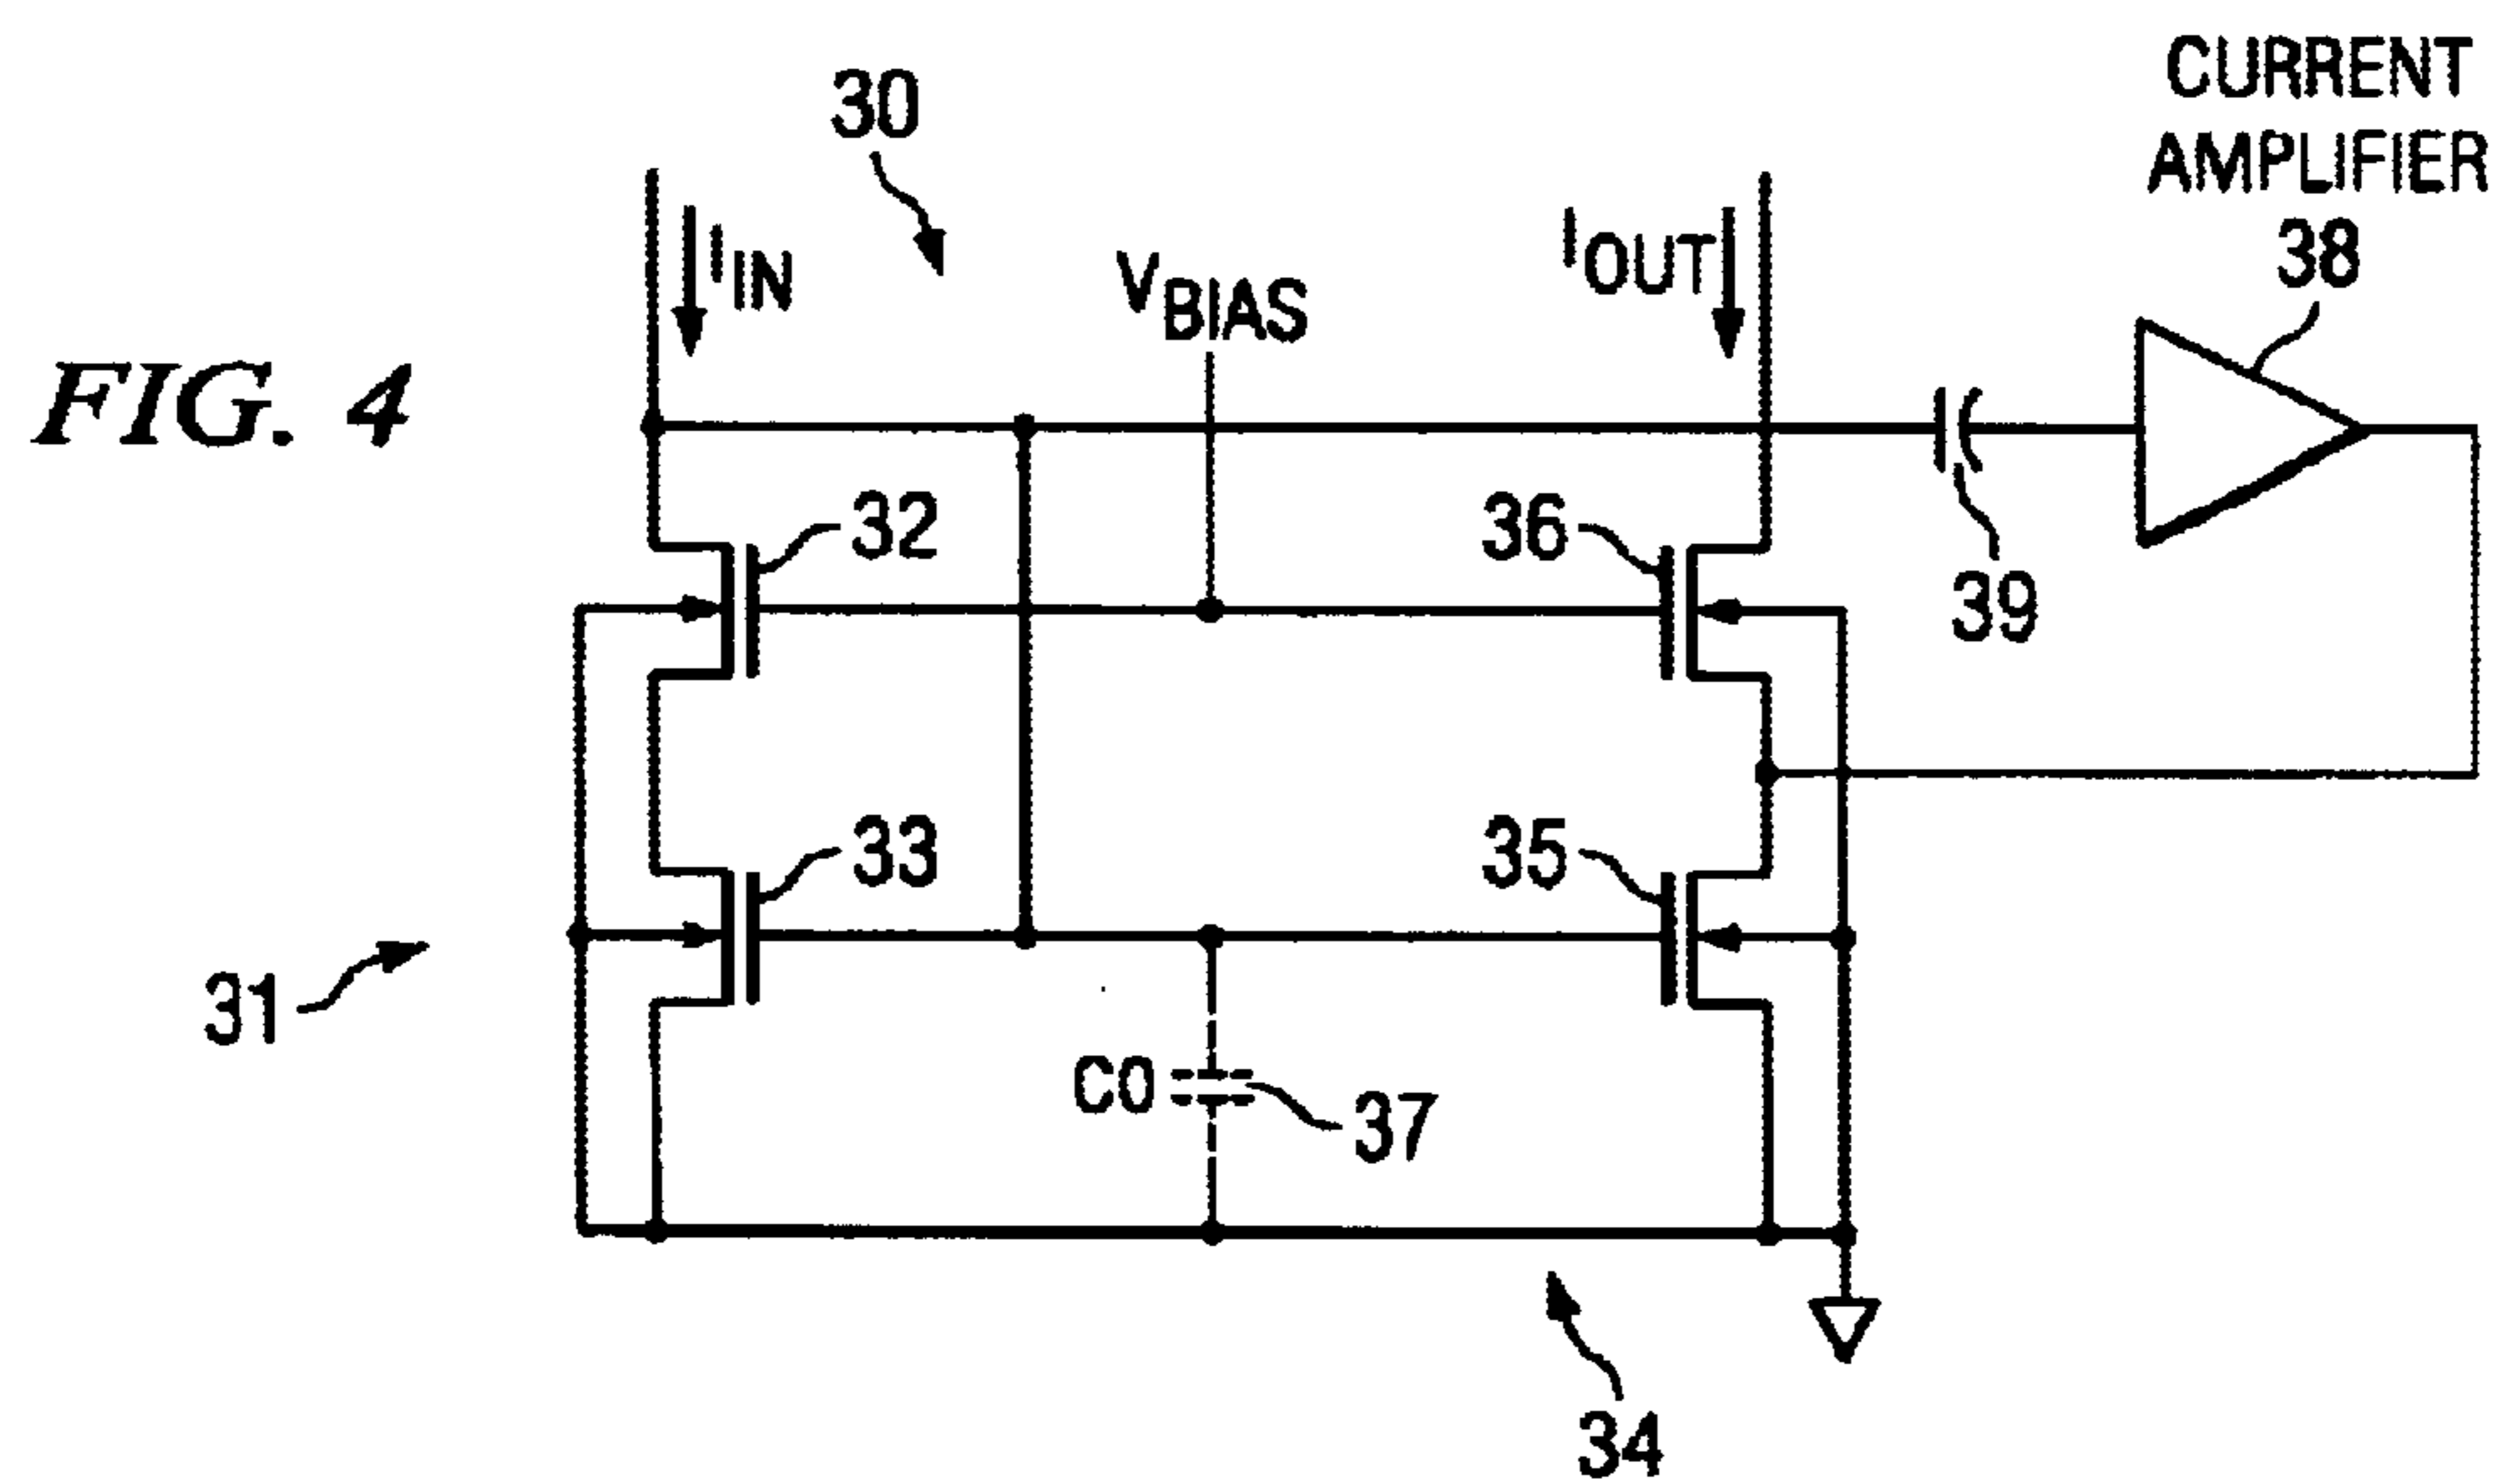 CURRENT
AMPLIFIER
30
38
IIN
VBIAS
IOUT
FIG. 4
32
36
39
33
35
31
C0
37
34